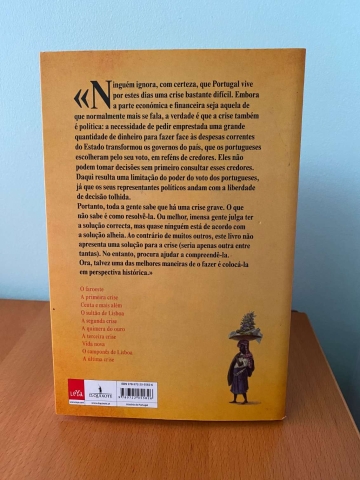 «Ninguém ignora, com certeza, que Portugal vive
por estes dias uma crise bastante difícil. Embora
a parte económica e financeira seja aquela de
que normalmente mais se fala, a verdade é que a crise também
é política: a necessidade de pedir emprestada uma grande
quantidade de dinheiro para fazer face às despesas correntes
do Estado transformou os governos do país, que os portugueses
escolheram pelo seu voto, em reféns de credores. Eles não
podem tomar decisões sem primeiro consultar esses credores.
Daqui resulta uma limitação do poder do voto dos portugueses,
já que os seus representantes políticos andam com a liberdade
de decisão tolhida.
Portanto, toda a gente sabe que há uma crise grave. O que
não sabe é como resolvê-la. Ou melhor, imensa gente julga ter
a solução correcta, mas quase ninguém está de acordo com
a solução alheia. Ao contrário de muitos outros, este livro não
apresenta uma solução para a crise (seria apenas outra entre
tantas). No entanto, procura ajudar a compreendê-la.
Ora, talvez uma das melhores maneiras de o fazer é colocá-la
em perspectiva histórica.»
O faroeste
A primeira crise
Conta e mais além
O sultão de Lisboa
A segunda crise
A quimera do ouro
A terceira crise
Vida nova
O comparado de Lisboa
A última crise
leYa
D. QUIXOTE